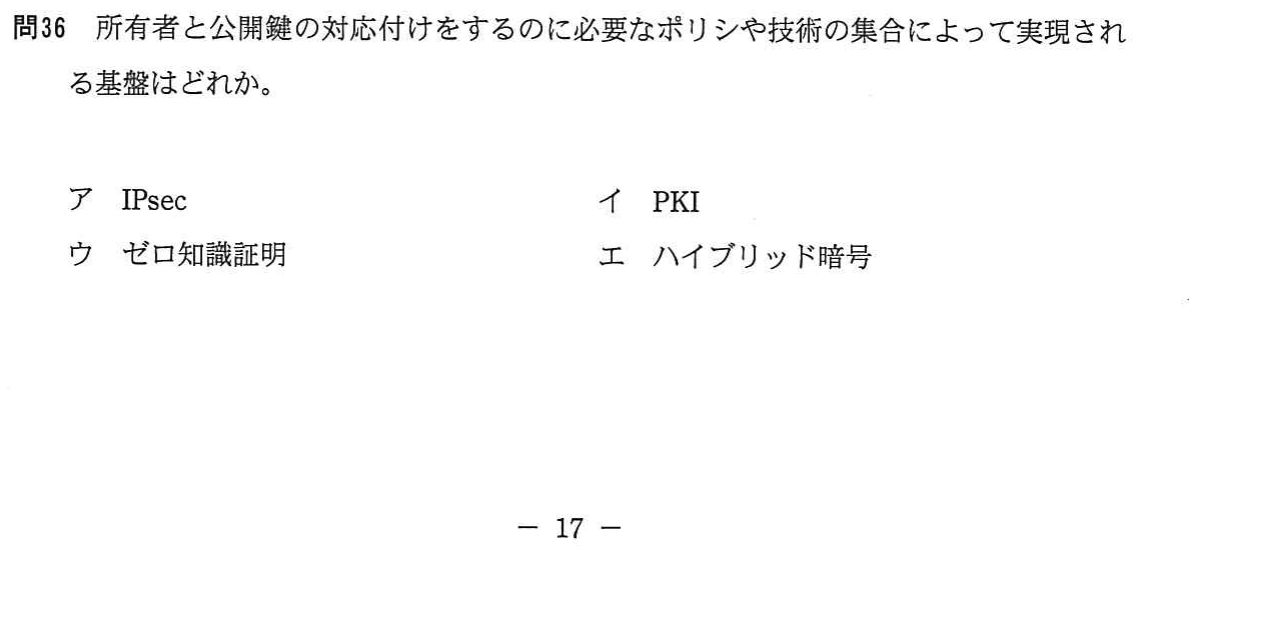 問36 所有者と公開鍵の対応付けをするのに必要なポリシや技術の集合によって実現され
る基盤はどれか。
ア IPsec イ PKI
ウ ゼロ知識証明 エ ハイブリッド暗号
― 17 ―